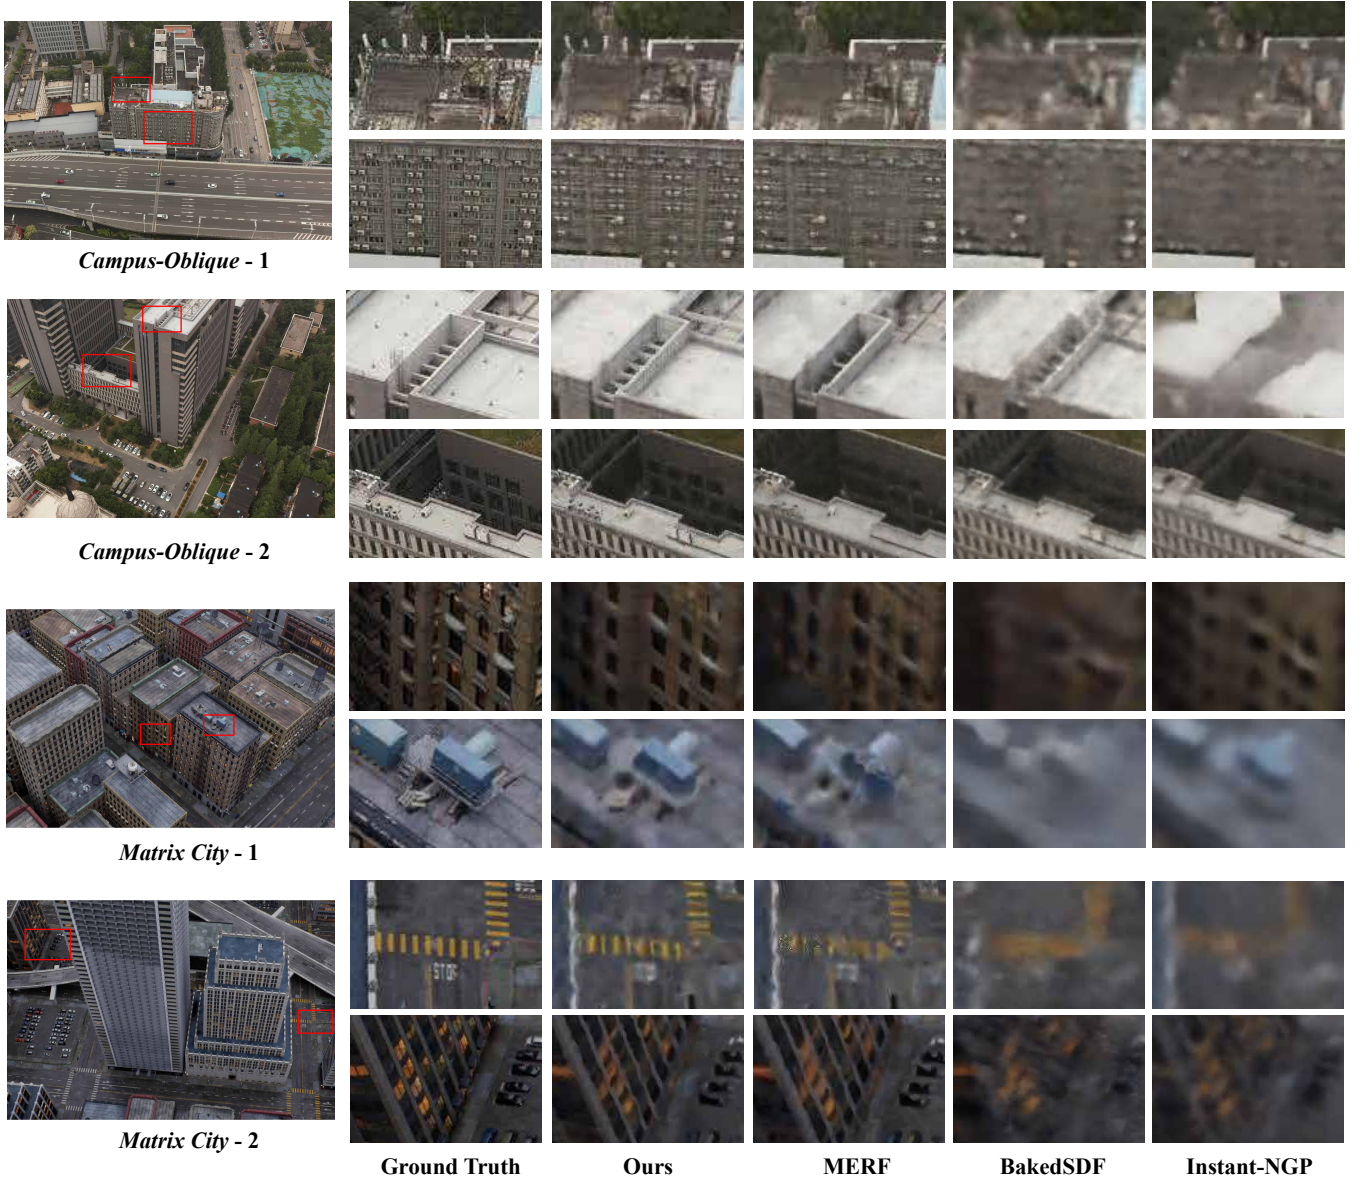 Campus-Oblique - 1
Campus-Oblique - 2
Matrix City - 1
STOP
Matrix City - 2
Ground Truth
Ours
MERF
BakedSDF
Instant-NGP